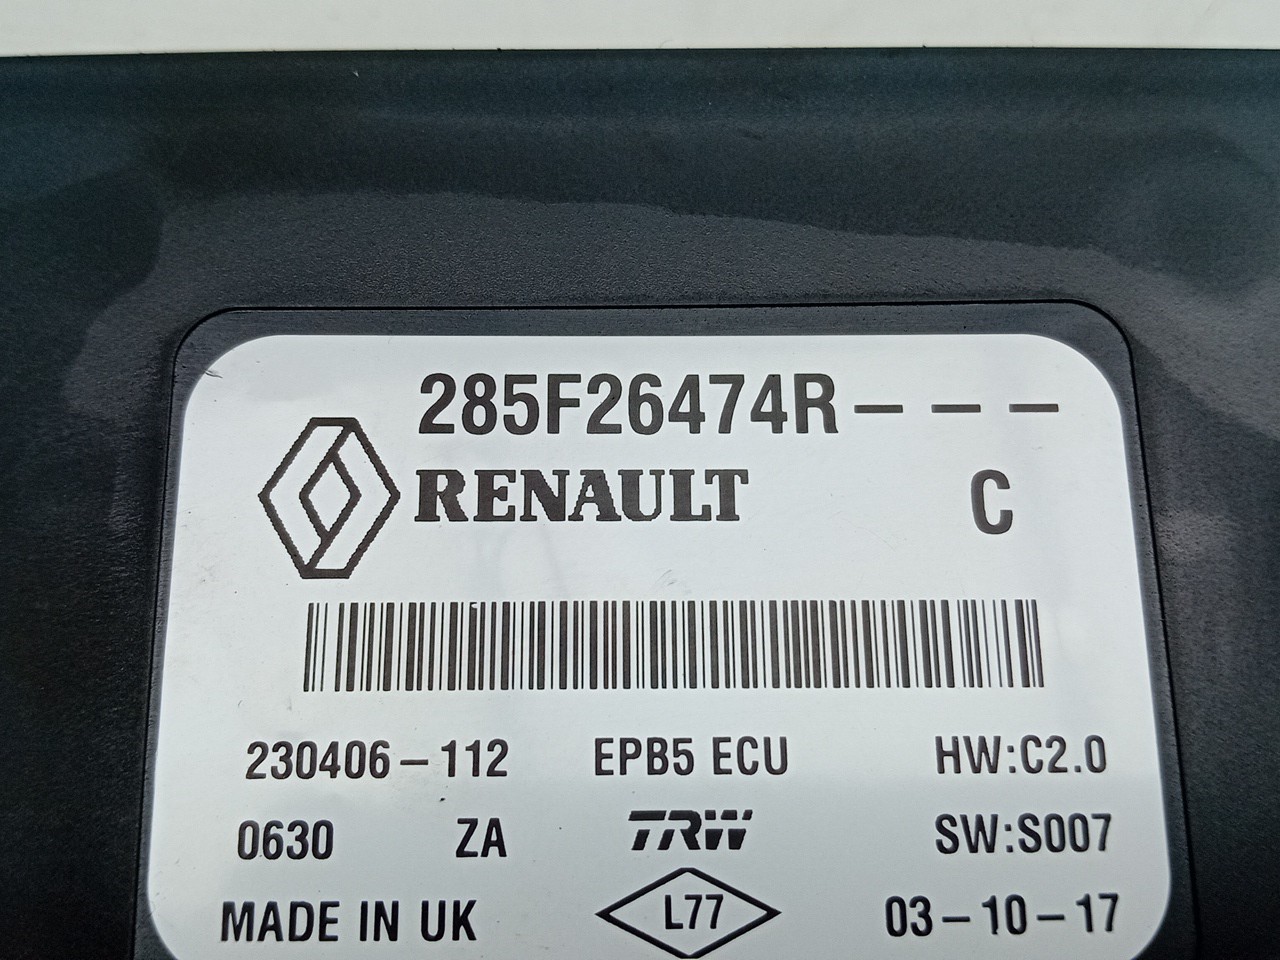 285F26474R– – –
RENAULT C
230406–112 EPB5 ECU HW:C2.0
0630 ZA TRW SW:S007
MADE IN UK L77 03–10–17